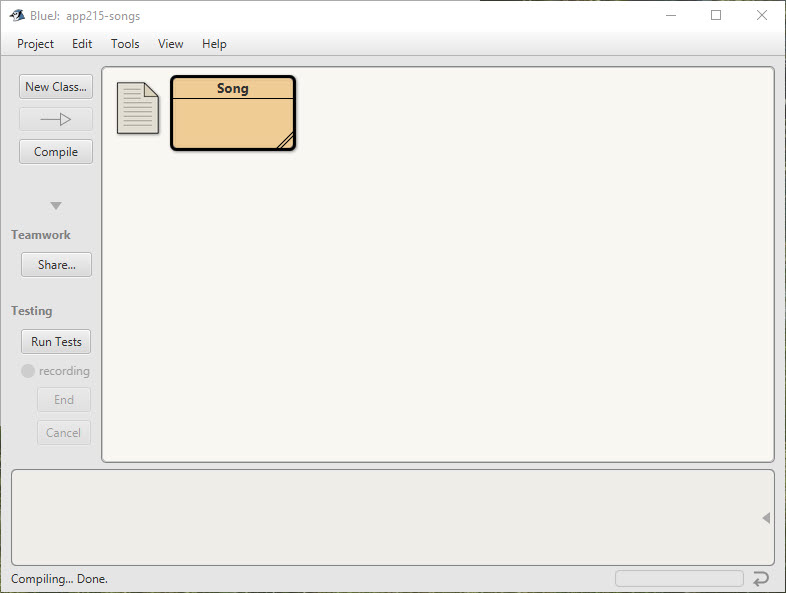 BlueJ: app215-songs
Project Edit Tools View Help
New Class...
Compile
Teamwork
Share...
Testing
Run Tests
recording
End
Cancel
Song
Compiling... Done.